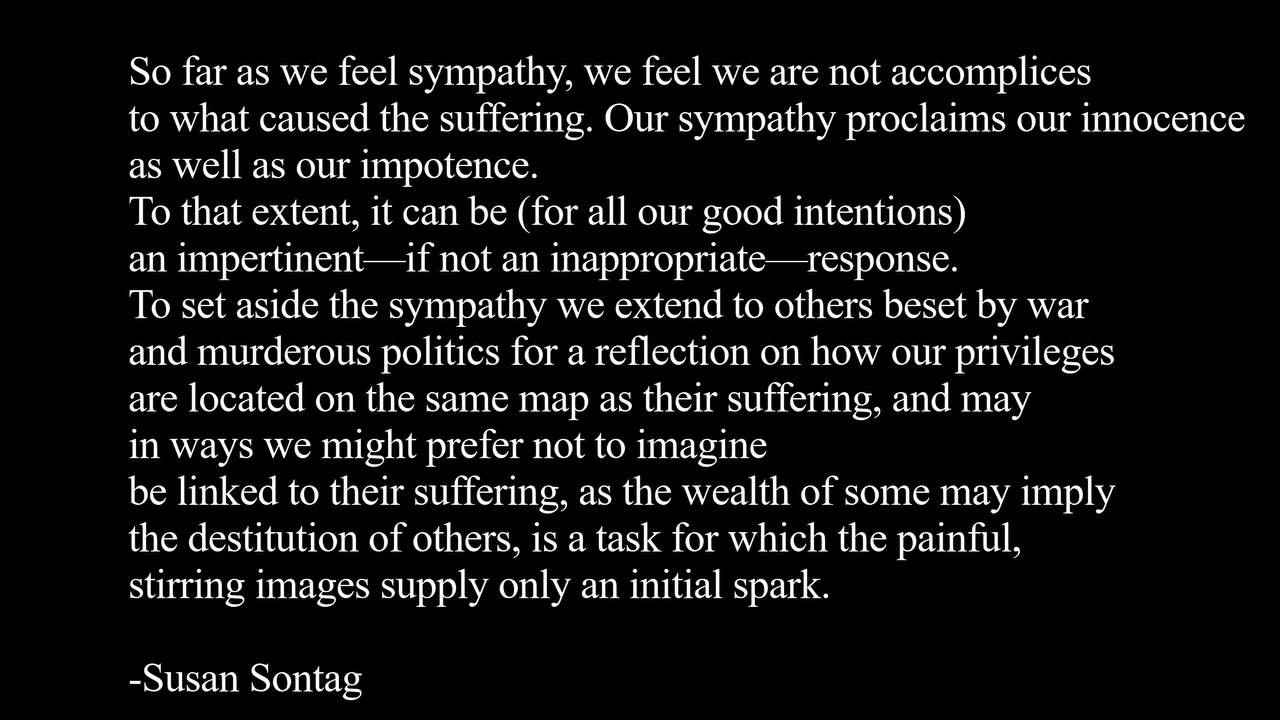 So far as we feel sympathy, we feel we are not accomplices
to what caused the suffering. Our sympathy proclaims our innocence
as well as our impotence.
To that extent, it can be (for all our good intentions)
an impertinent—if not an inappropriate—response.
To set aside the sympathy we extend to others beset by war
and murderous politics for a reflection on how our privileges
are located on the same map as their suffering, and may
in ways we might prefer not to imagine
be linked to their suffering, as the wealth of some may imply
the destitution of others, is a task for which the painful,
stirring images supply only an initial spark.
-Susan Sontag